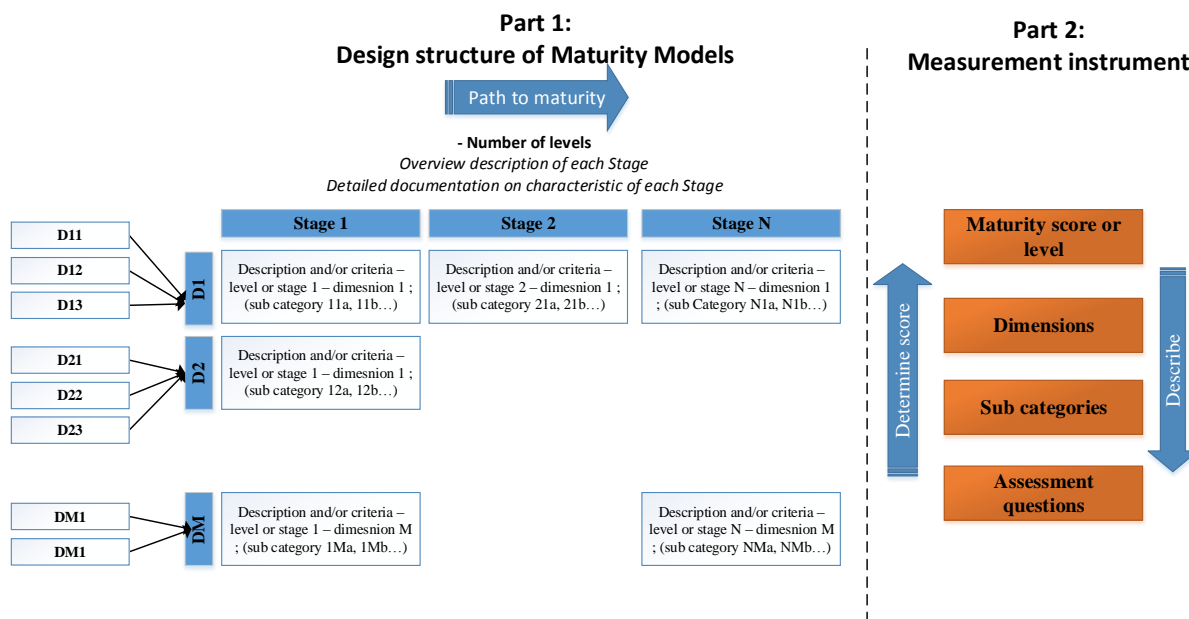 Part 1:
Design structure of Maturity Models
Path to maturity
- Number of levels
Overview description of each Stage
Detailed documentation on characteristic of each Stage
Stage 1
Stage 2
Stage N
D11
D12
D13
D1
Description and/or criteria –
level or stage 1 – dimesnion 1 ;
(sub category 11a, 11b…)
Description and/or criteria –
level or stage 2 – dimesnion 1 ;
(sub category 21a, 21b…)
Description and/or criteria –
level or stage N – dimesnion 1
; (sub Category N1a, N1b…)
D21
D22
D23
D2
Description and/or criteria –
level or stage 1 – dimesnion 1 ;
(sub category 12a, 12b…)
DM1
DM1
DM
Description and/or criteria –
level or stage 1 – dimesnion M
; (sub category 1Ma, 1Mb…)
Description and/or criteria –
level or stage N – dimesnion M
; (sub category NMa, NMb…)
Part 2:
Measurement instrument
Determine score
Maturity score or
level
Dimensions
Sub categories
Assessment
questions
Describe